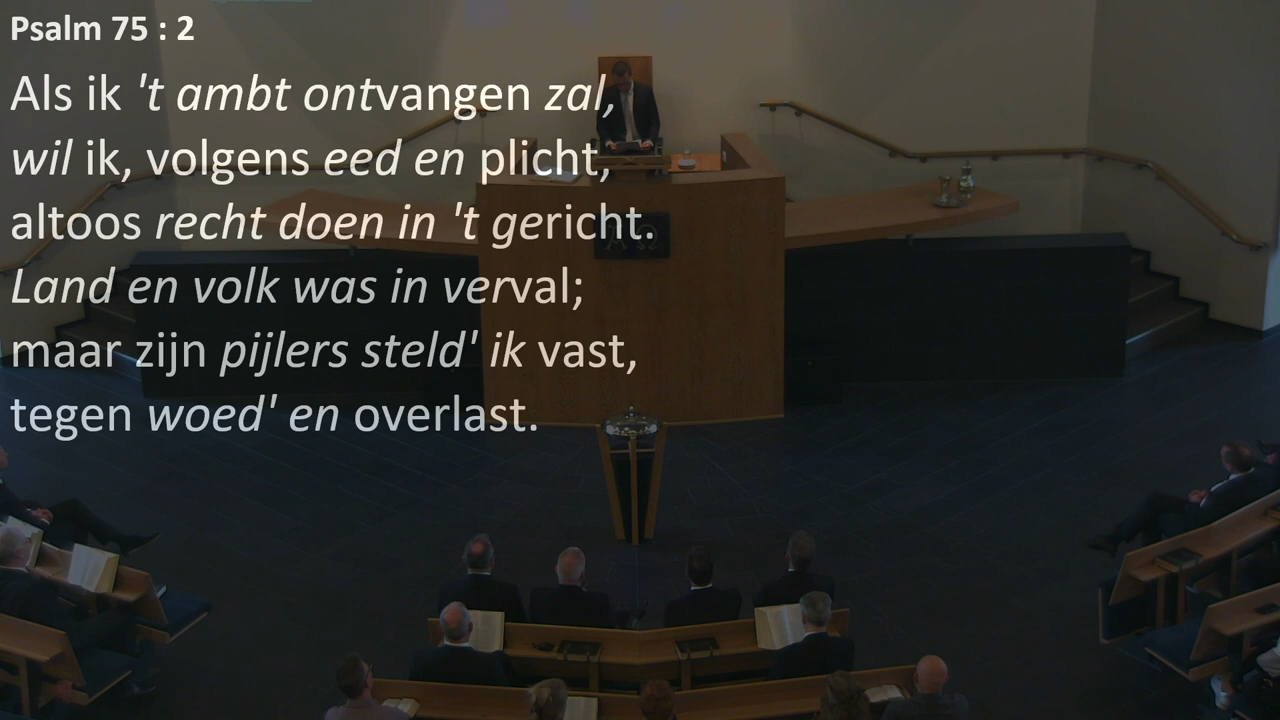 Psalm 75 : 2
Als ik 't ambt ontvangen zal,
wil ik, volgens eed en plicht,
altoos recht doen in 't gericht.
Land en volk was in verval;
maar zijn pijlers steld' ik vast,
tegen woed' en overlast.